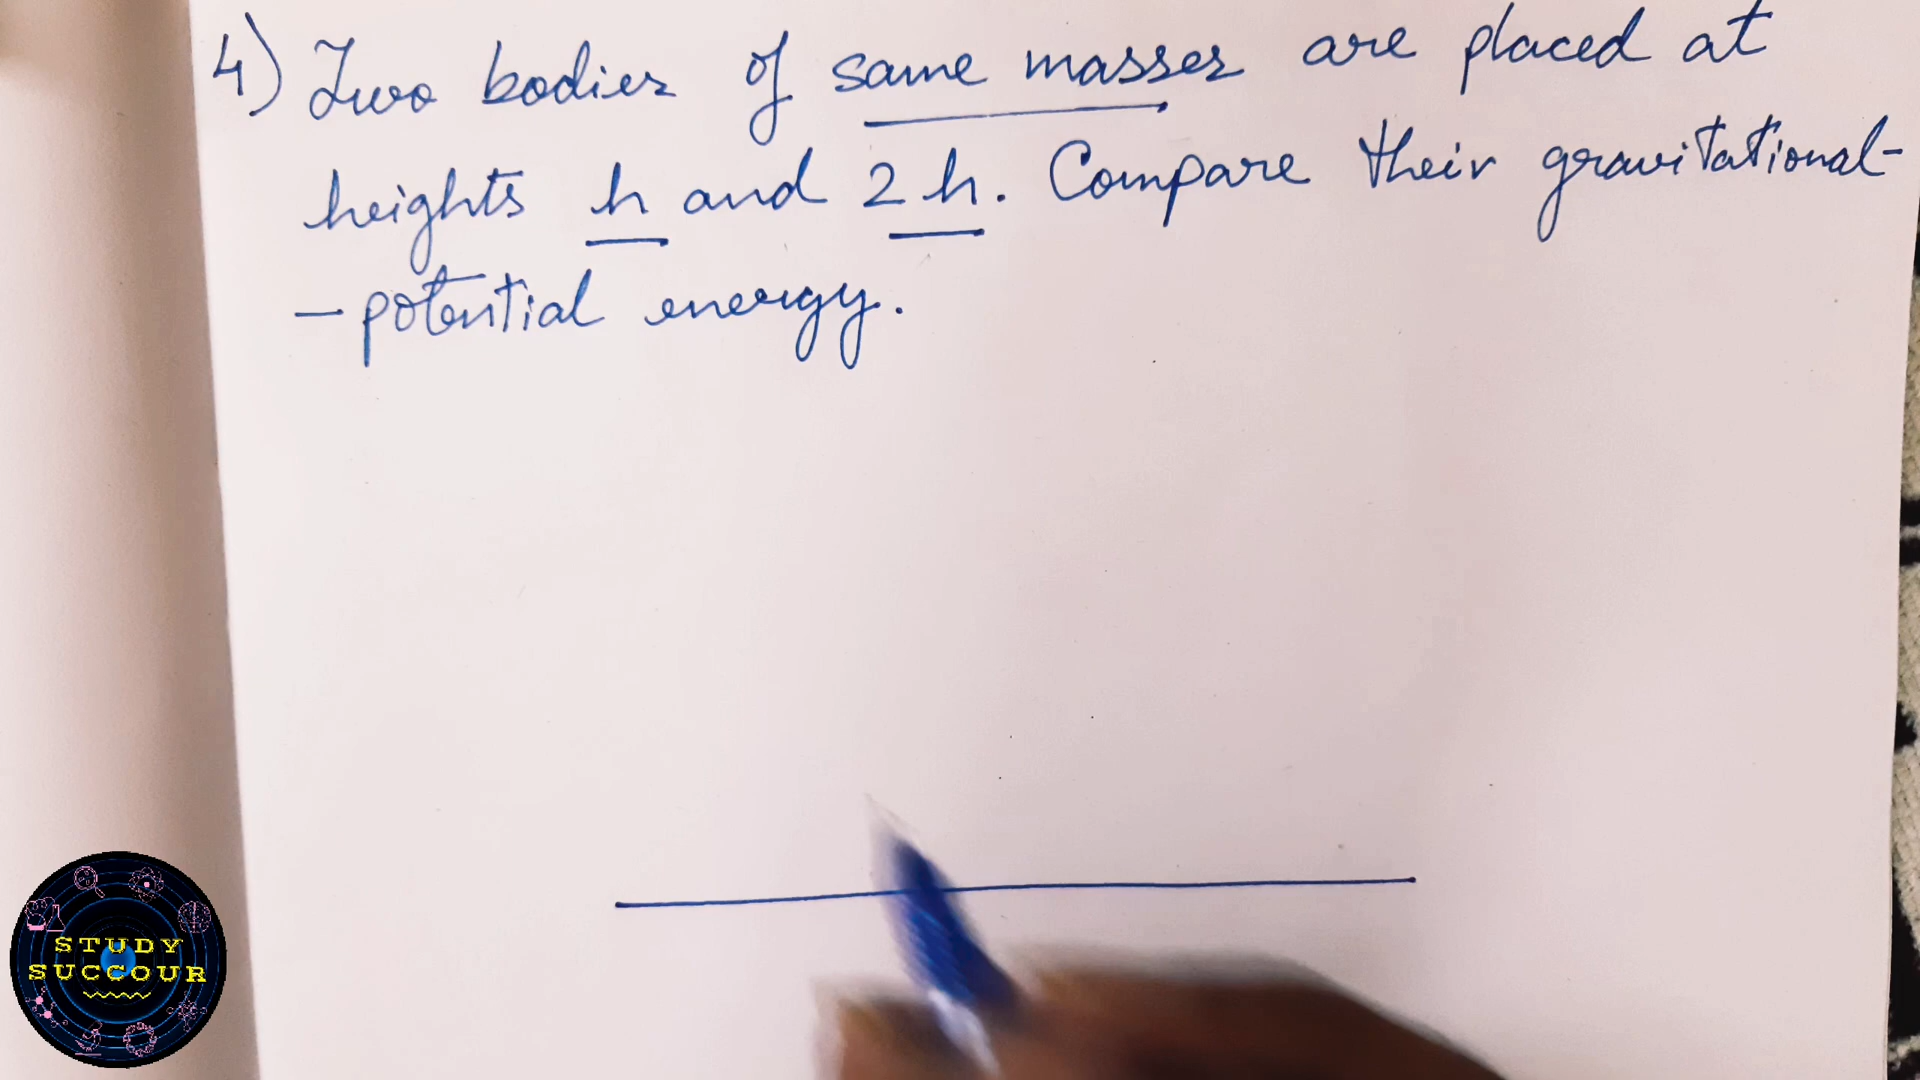 4) Two bodies of same masses are placed at
heights h and 2h. Compare their gravitational-
-potential energy.
STUDY
SUCCOUR